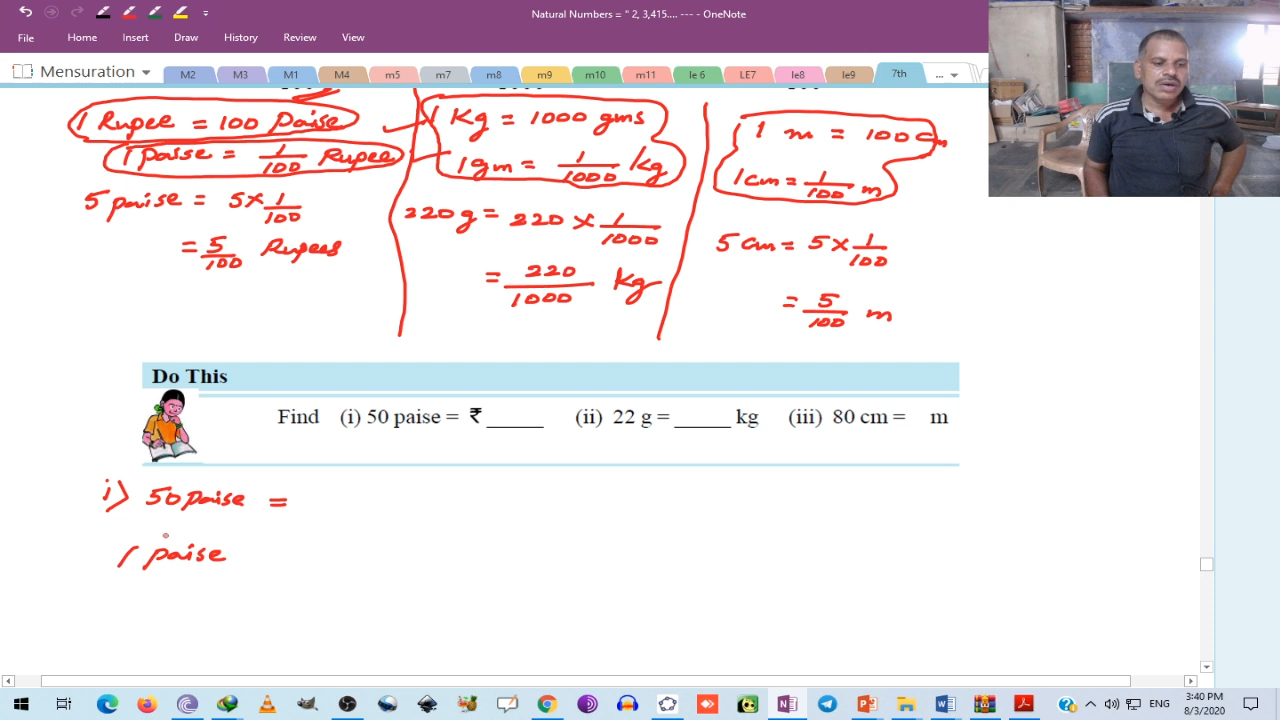 Natural Numbers = " 2, 3,415.... --- - OneNote
File Home Insert Draw History Review View
Mensuration M2 M3 M1 M4 m5 m7 m8 m9 m10 m11 le 6 LE7 le8 le9 7th ...
1 Rupee = 100 Paise
1 paise = 1/100 Rupee
5 paise = 5 × 1/100
= 5/100 Rupees
1 Kg = 1000 gms
1 gm = 1/1000 kg
220 g = 220 × 1/1000
= 220/1000 Kg
1 m = 100 cm
1 cm = 1/100 m
5 cm = 5 × 1/100
= 5/100 m
Do This
Find (i) 50 paise = ₹ _____ (ii) 22 g = _____ kg (iii) 80 cm = m
i) 50 paise =
1 paise
ENG
3:40 PM
8/3/2020